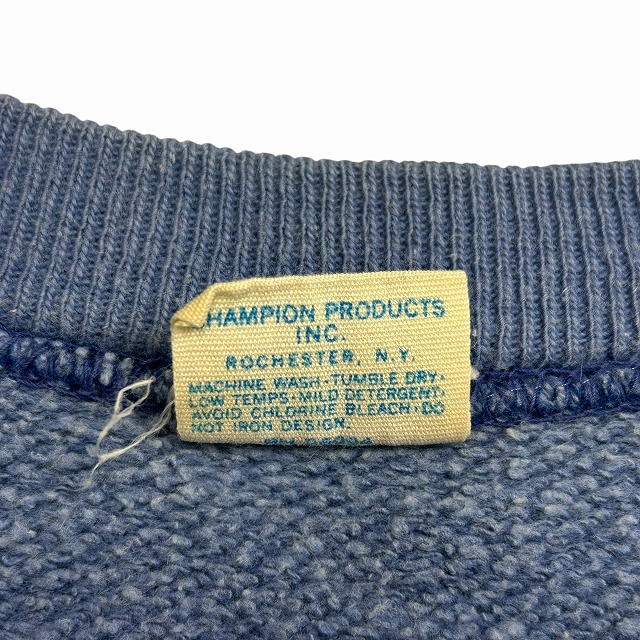 HAMPION PRODUCTS
INC.
ROCHESTER, N.Y.
MACHINE WASH · TUMBLE DRY ·
LOW TEMPS · MILD DETERGENT ·
AVOID CHLORINE BLEACH · DO
NOT IRON DESIGN.